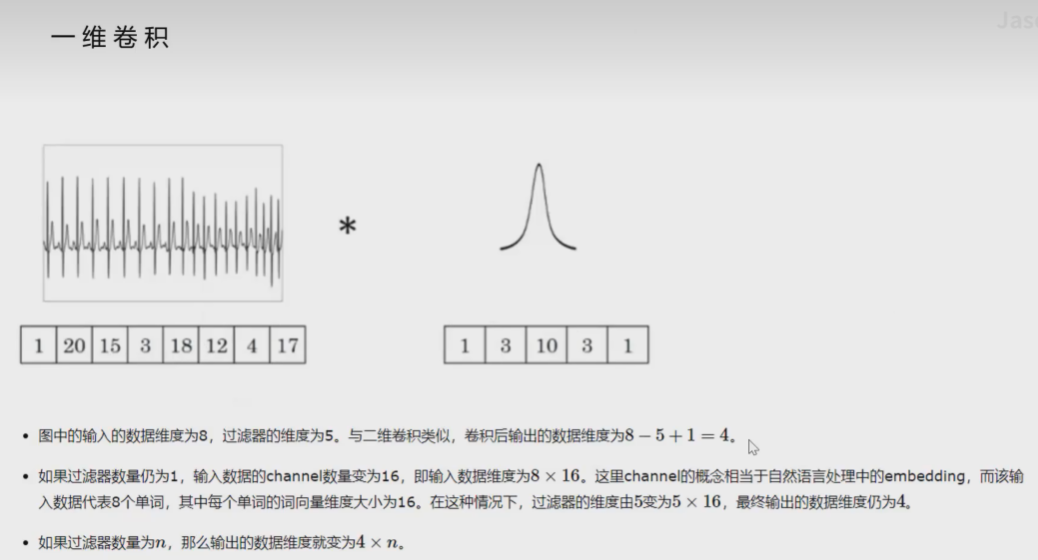 Jas
一维卷积
*
1 20 15 3 18 12 4 17
1 3 10 3 1
• 图中的输入的数据维度为8，过滤器的维度为5。与二维卷积类似，卷积后输出的数据维度为8 − 5 + 1 = 4。
• 如果过滤器数量仍为1，输入数据的channel数量变为16，即输入数据维度为8 × 16。这里channel的概念相当于自然语言处理中的embedding，而该输
入数据代表8个单词，其中每个单词的词向量维度大小为16。在这种情况下，过滤器的维度由5变为5 × 16，最终输出的数据维度仍为4。
• 如果过滤器数量为n，那么输出的数据维度就变为4 × n。